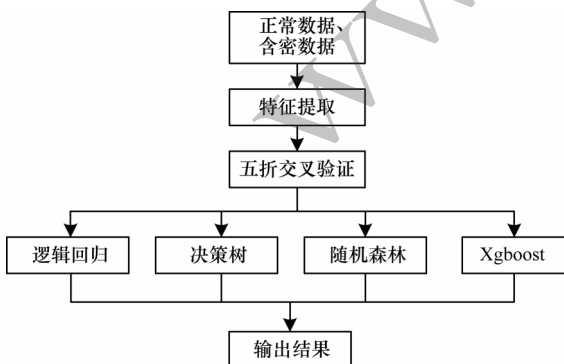 正常数据、
含密数据
特征提取
五折交叉验证
逻辑回归
决策树
随机森林
Xgboost
输出结果